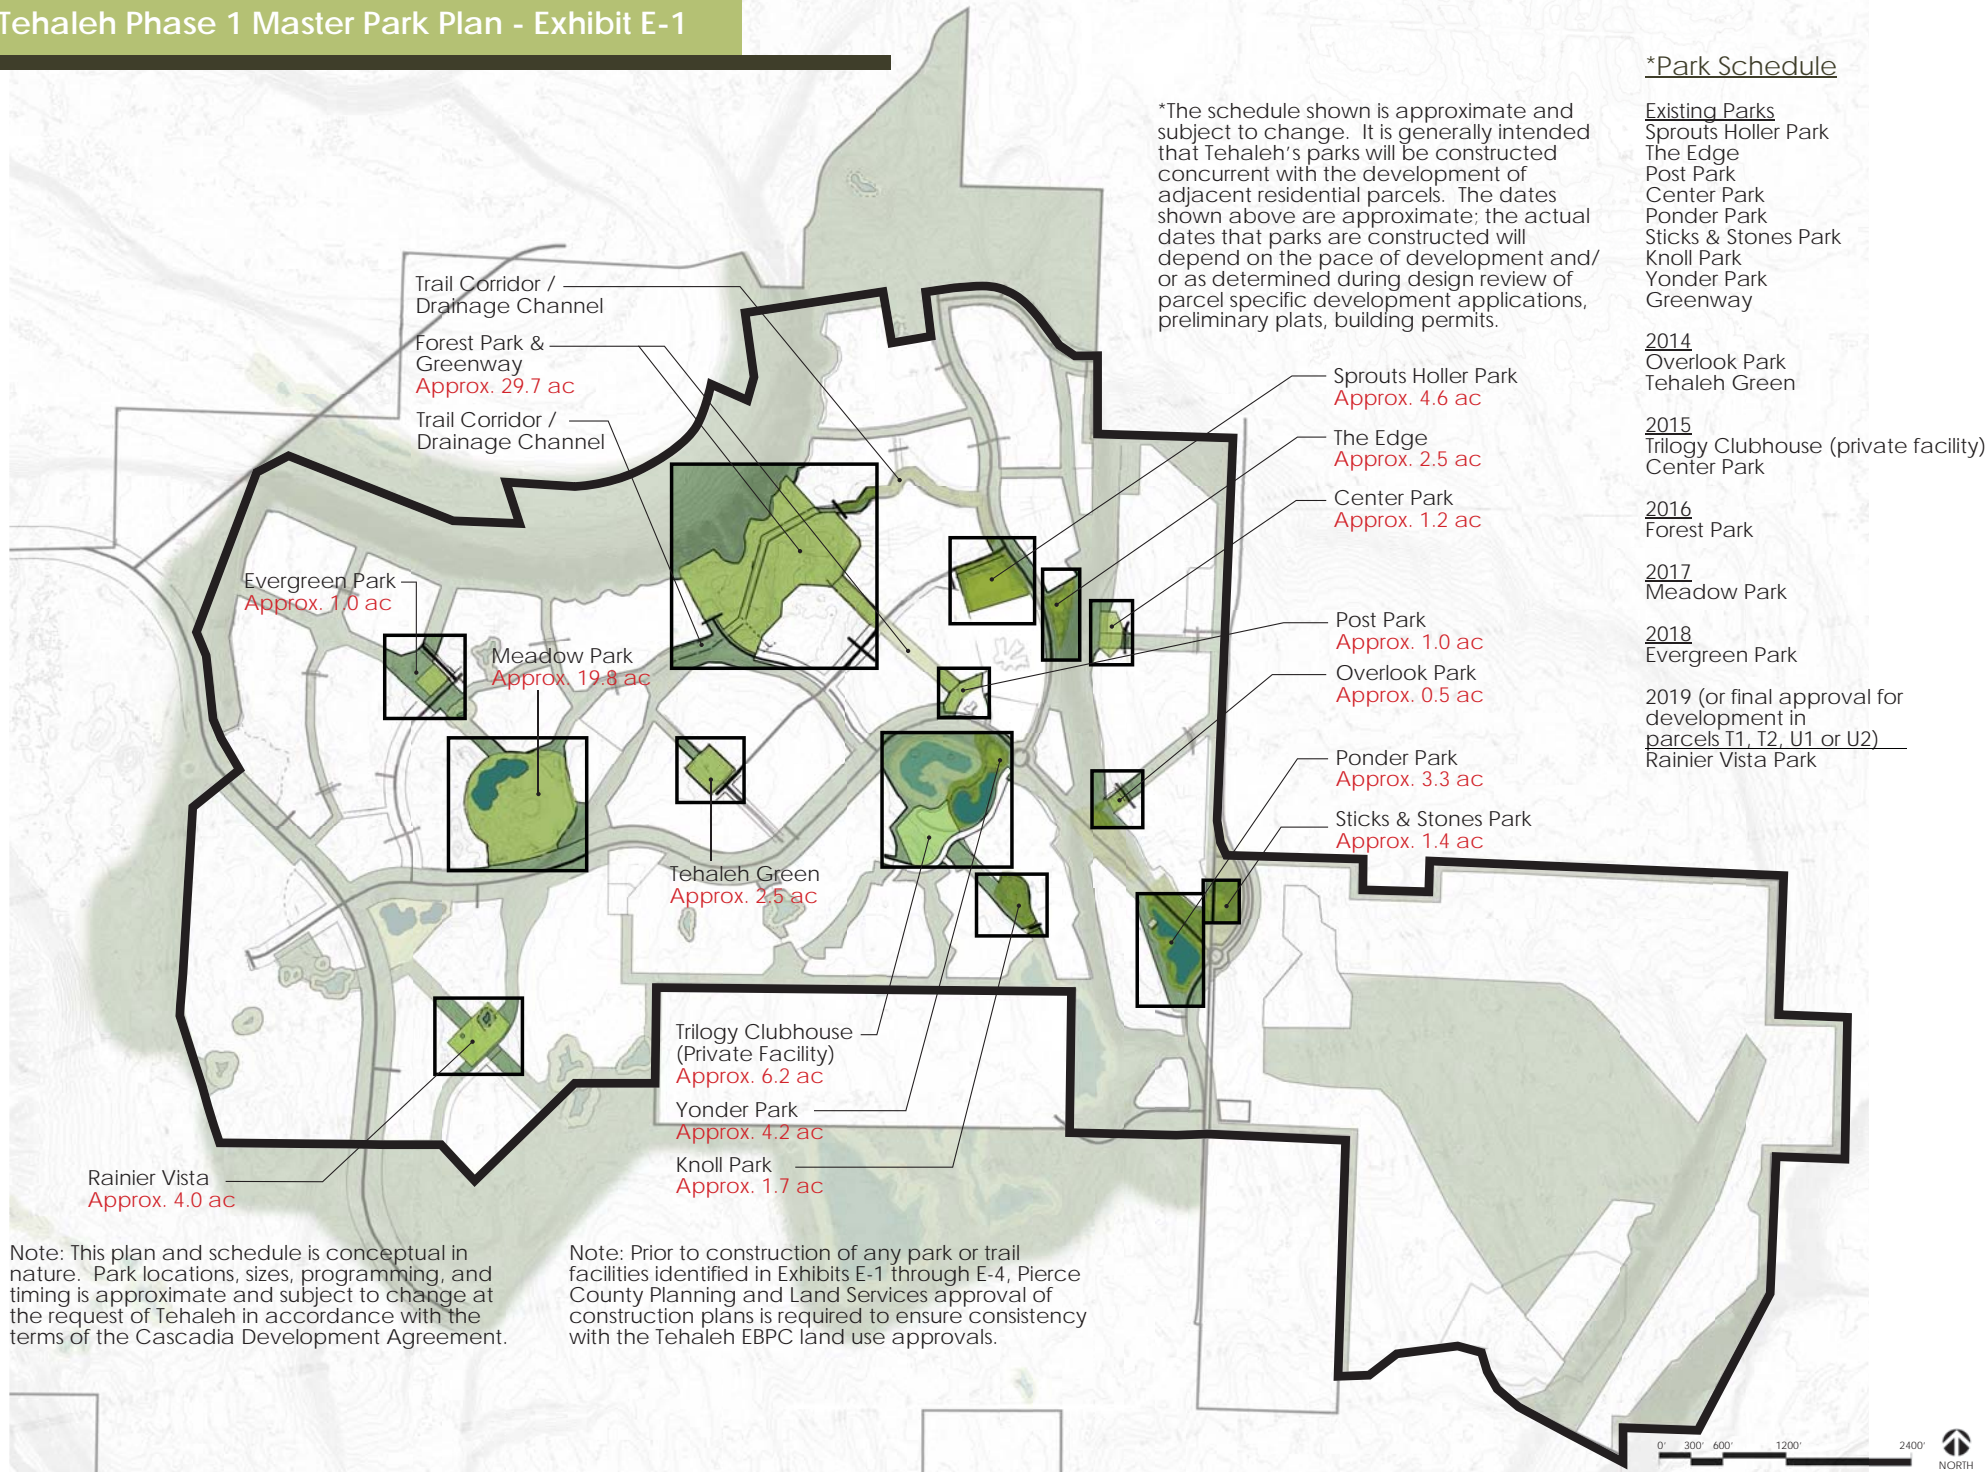 Tehaleh Phase 1 Master Park Plan - Exhibit E-1
*The schedule shown is approximate and
subject to change.  It is generally intended
that Tehaleh's parks will be constructed
concurrent with the development of
adjacent residential parcels.  The dates
shown above are approximate; the actual
dates that parks are constructed will
depend on the pace of development and/
or as determined during design review of
parcel specific development applications,
preliminary plats, building permits.
*Park Schedule
Existing Parks
Sprouts Holler Park
The Edge
Post Park
Center Park
Ponder Park
Sticks & Stones Park
Knoll Park
Yonder Park
Greenway
2014
Overlook Park
Tehaleh Green
2015
Trilogy Clubhouse (private facility)
Center Park
2016
Forest Park
2017
Meadow Park
2018
Evergreen Park
2019 (or final approval for
development in
parcels T1, T2, U1 or U2)
Rainier Vista Park
Trail Corridor /
Drainage Channel
Forest Park &
Greenway
Approx. 29.7 ac
Trail Corridor /
Drainage Channel
Evergreen Park
Approx. 1.0 ac
Meadow Park
Approx. 19.8 ac
Tehaleh Green
Approx. 2.5 ac
Sprouts Holler Park
Approx. 4.6 ac
The Edge
Approx. 2.5 ac
Center Park
Approx. 1.2 ac
Post Park
Approx. 1.0 ac
Overlook Park
Approx. 0.5 ac
Ponder Park
Approx. 3.3 ac
Sticks & Stones Park
Approx. 1.4 ac
Trilogy Clubhouse
(Private Facility)
Approx. 6.2 ac
Yonder Park
Approx. 4.2 ac
Knoll Park
Approx. 1.7 ac
Rainier Vista
Approx. 4.0 ac
Note: This plan and schedule is conceptual in
nature.  Park locations, sizes, programming, and
timing is approximate and subject to change at
the request of Tehaleh in accordance with the
terms of the Cascadia Development Agreement.
Note: Prior to construction of any park or trail
facilities identified in Exhibits E-1 through E-4, Pierce
County Planning and Land Services approval of
construction plans is required to ensure consistency
with the Tehaleh EBPC land use approvals.
0' 300' 600' 1200' 2400'
NORTH